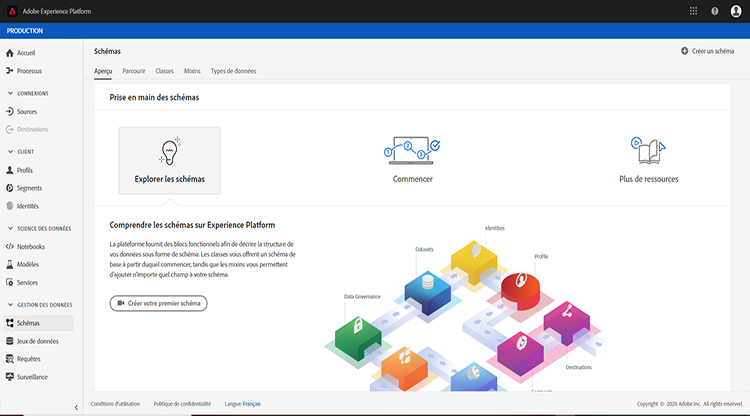 Adobe Experience Platform
PRODUCTION
Accueil
Processus
CONNEXIONS
Sources
Destinations
CLIENT
Profils
Segments
Identités
SCIENCE DES DONNÉES
Notebooks
Modèles
Services
GESTION DES DONNÉES
Schémas
Jeux de données
Requêtes
Surveillance
Schémas
Créer un schéma
Aperçu Parcourir Classes Mixins Types de données
Prise en main des schémas
Explorer les schémas
Commencer
Plus de ressources
Comprendre les schémas sur Experience Platform
La plateforme fournit des blocs fonctionnels afin de décrire la structure de
vos données sous forme de schéma. Les classes vous offrent un schéma de
base à partir duquel commencer, tandis que les mixins vous permettent
d'ajouter n'importe quel champ à votre schéma.
Créer votre premier schéma
Identities
Datasets
Profile
Data Governance
Destinations
Conditions d'utilisation Politique de confidentialité Langue: Français Copyright © 2020 Adobe Inc. All rights reserved.